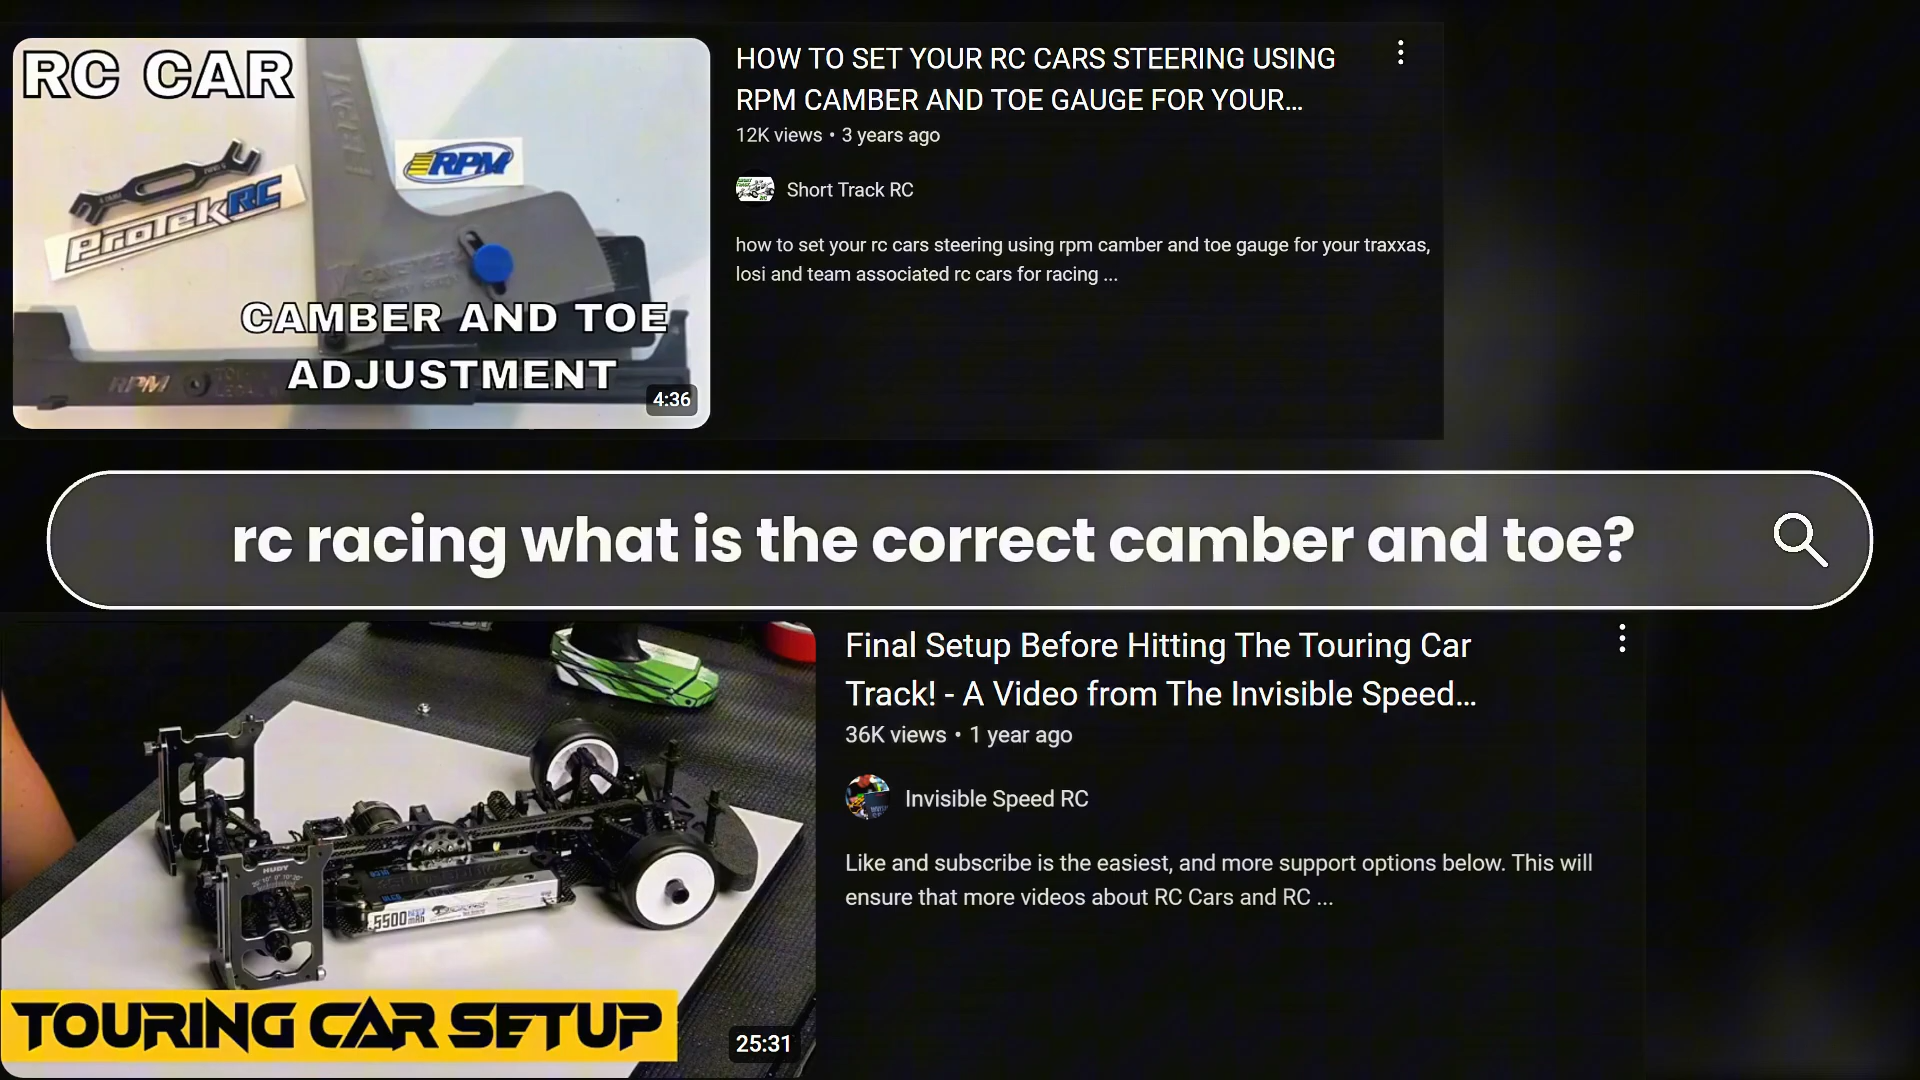 RC CAR
RPM
RPM
ProTek RC
CAMBER AND TOE
ADJUSTMENT
RPM
4:36
HOW TO SET YOUR RC CARS STEERING USING
RPM CAMBER AND TOE GAUGE FOR YOUR...
12K views • 3 years ago
Short Track RC
how to set your rc cars steering using rpm camber and toe gauge for your traxxas,
losi and team associated rc cars for racing ...
rc racing what is the correct camber and toe?
HUDY
5500
TOURING CAR SETUP
25:31
Final Setup Before Hitting The Touring Car
Track! - A Video from The Invisible Speed...
36K views • 1 year ago
Invisible Speed RC
Like and subscribe is the easiest, and more support options below. This will
ensure that more videos about RC Cars and RC ...